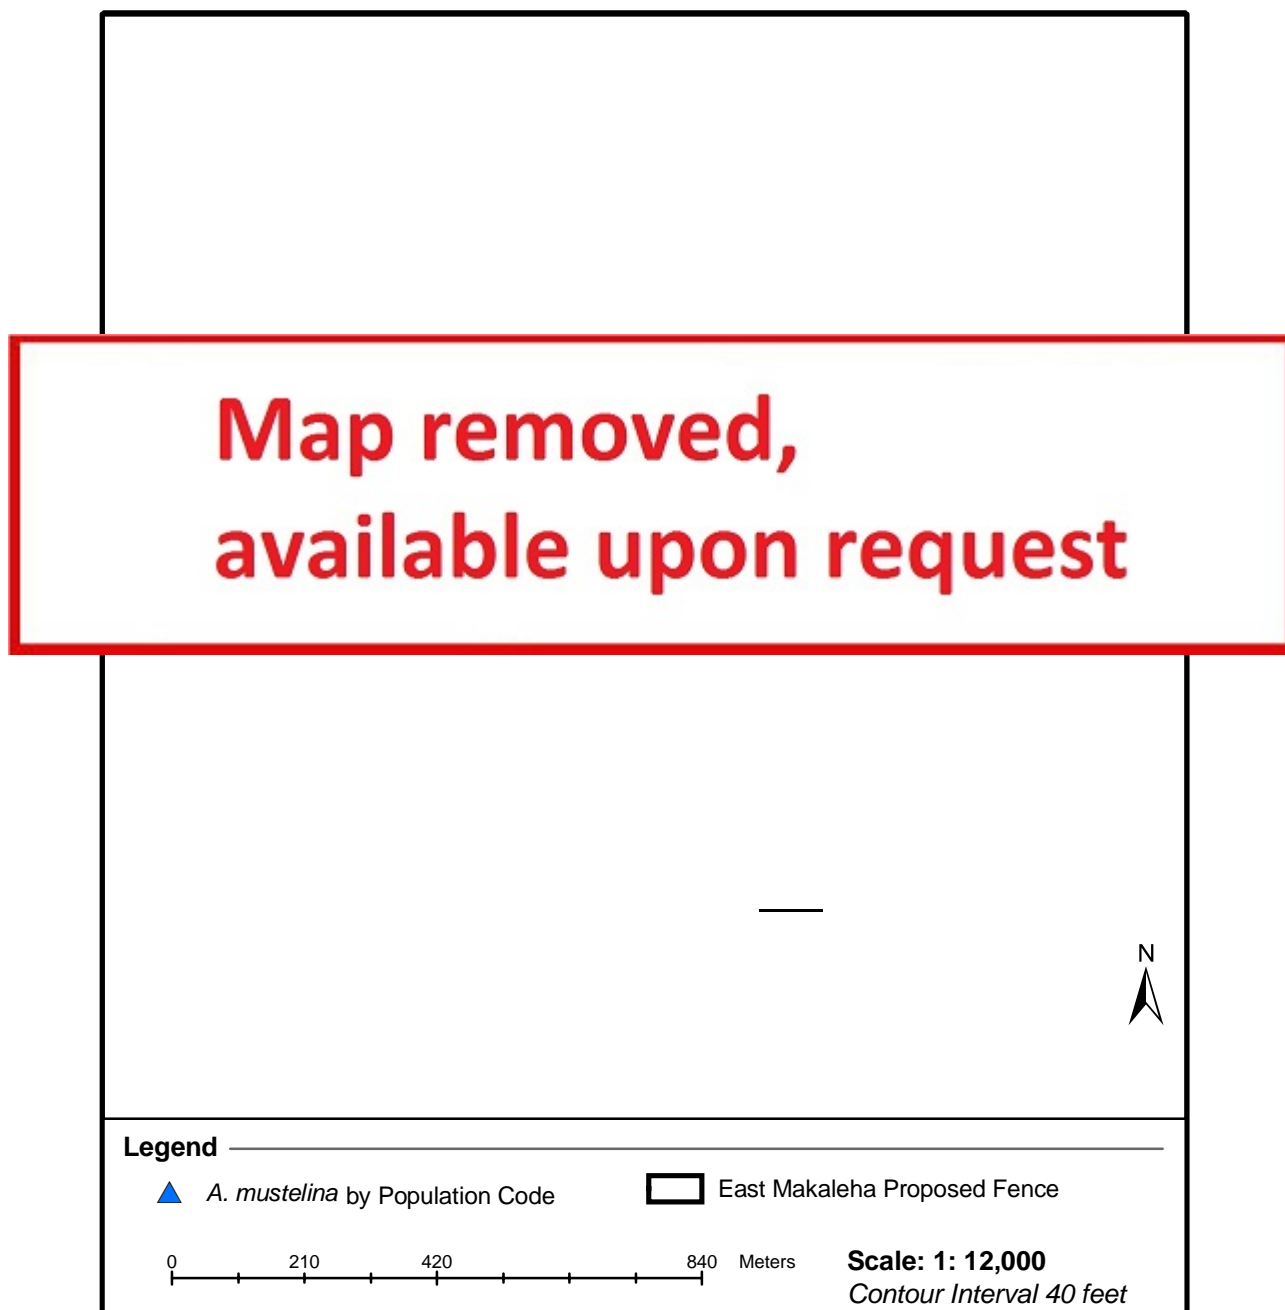 Map removed,
available upon request
N
Legend
A. mustelina by Population Code
East Makaleha Proposed Fence
0 210 420 840 Meters
Scale: 1: 12,000
Contour Interval 40 feet